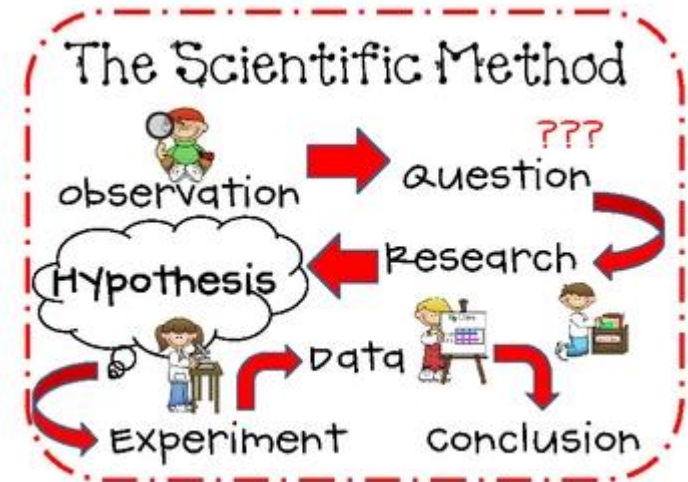 The Scientific Method
???
Observation
Question
Research
Hypothesis
Data
Experiment
Conclusion